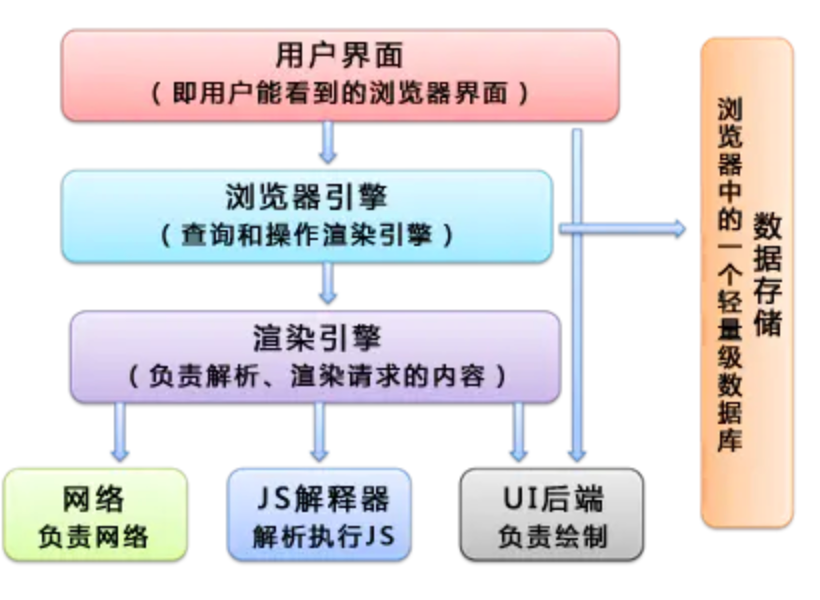 用户界面
（即用户能看到的浏览器界面）
浏览器引擎
（查询和操作渲染引擎）
渲染引擎
（负责解析、渲染请求的内容）
网络
负责网络
JS解释器
解析执行JS
UI后端
负责绘制
数据存储
浏览器中的一个轻量级数据库